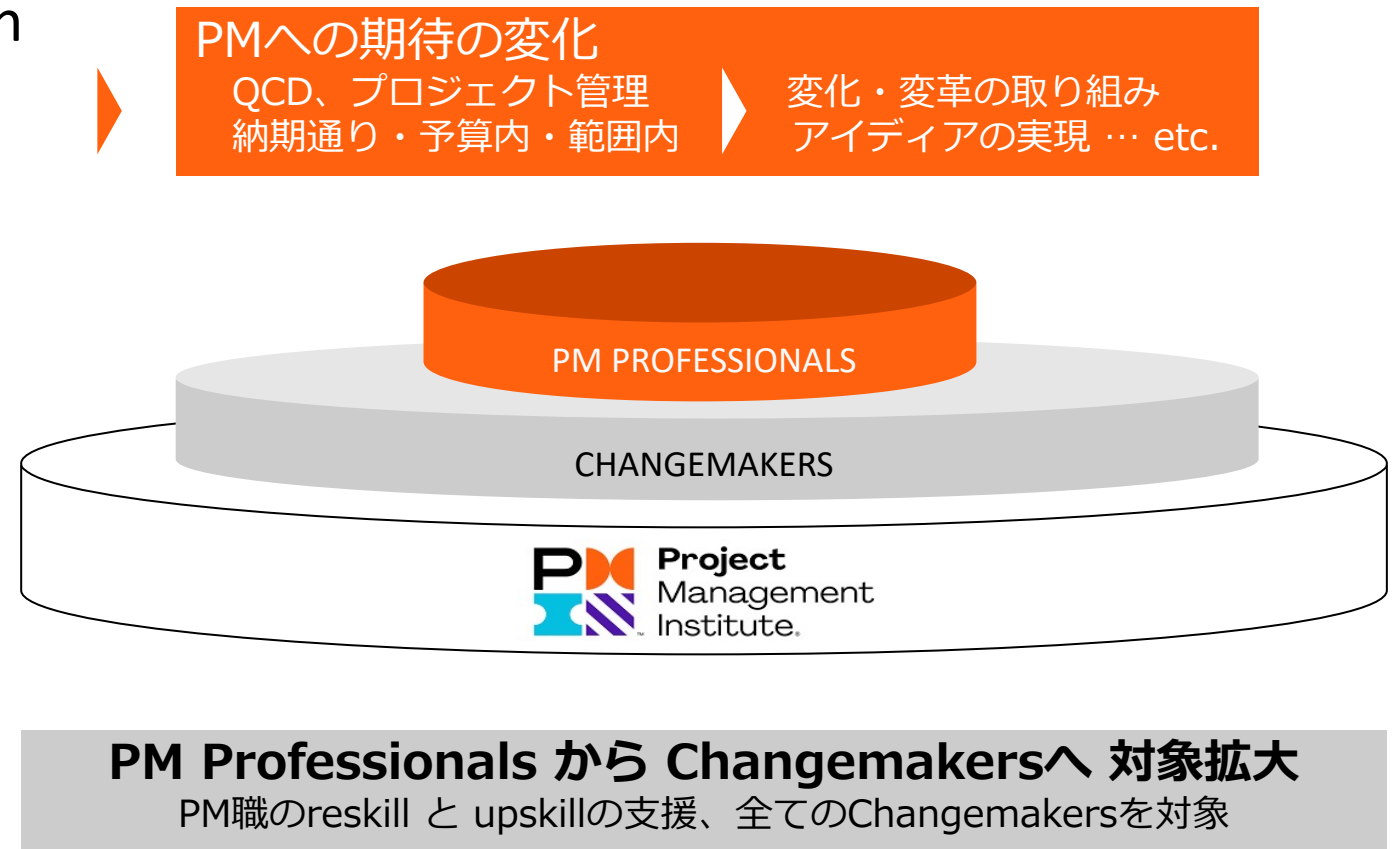 PMへの期待の変化
QCD、プロジェクト管理
納期通り・予算内・範囲内
変化・変革の取り組み
アイディアの実現 … etc.
PM PROFESSIONALS
CHANGEMAKERS
Project
Management
Institute.
PM Professionals から Changemakersへ 対象拡大
PM職のreskill と upskillの支援、全てのChangemakersを対象